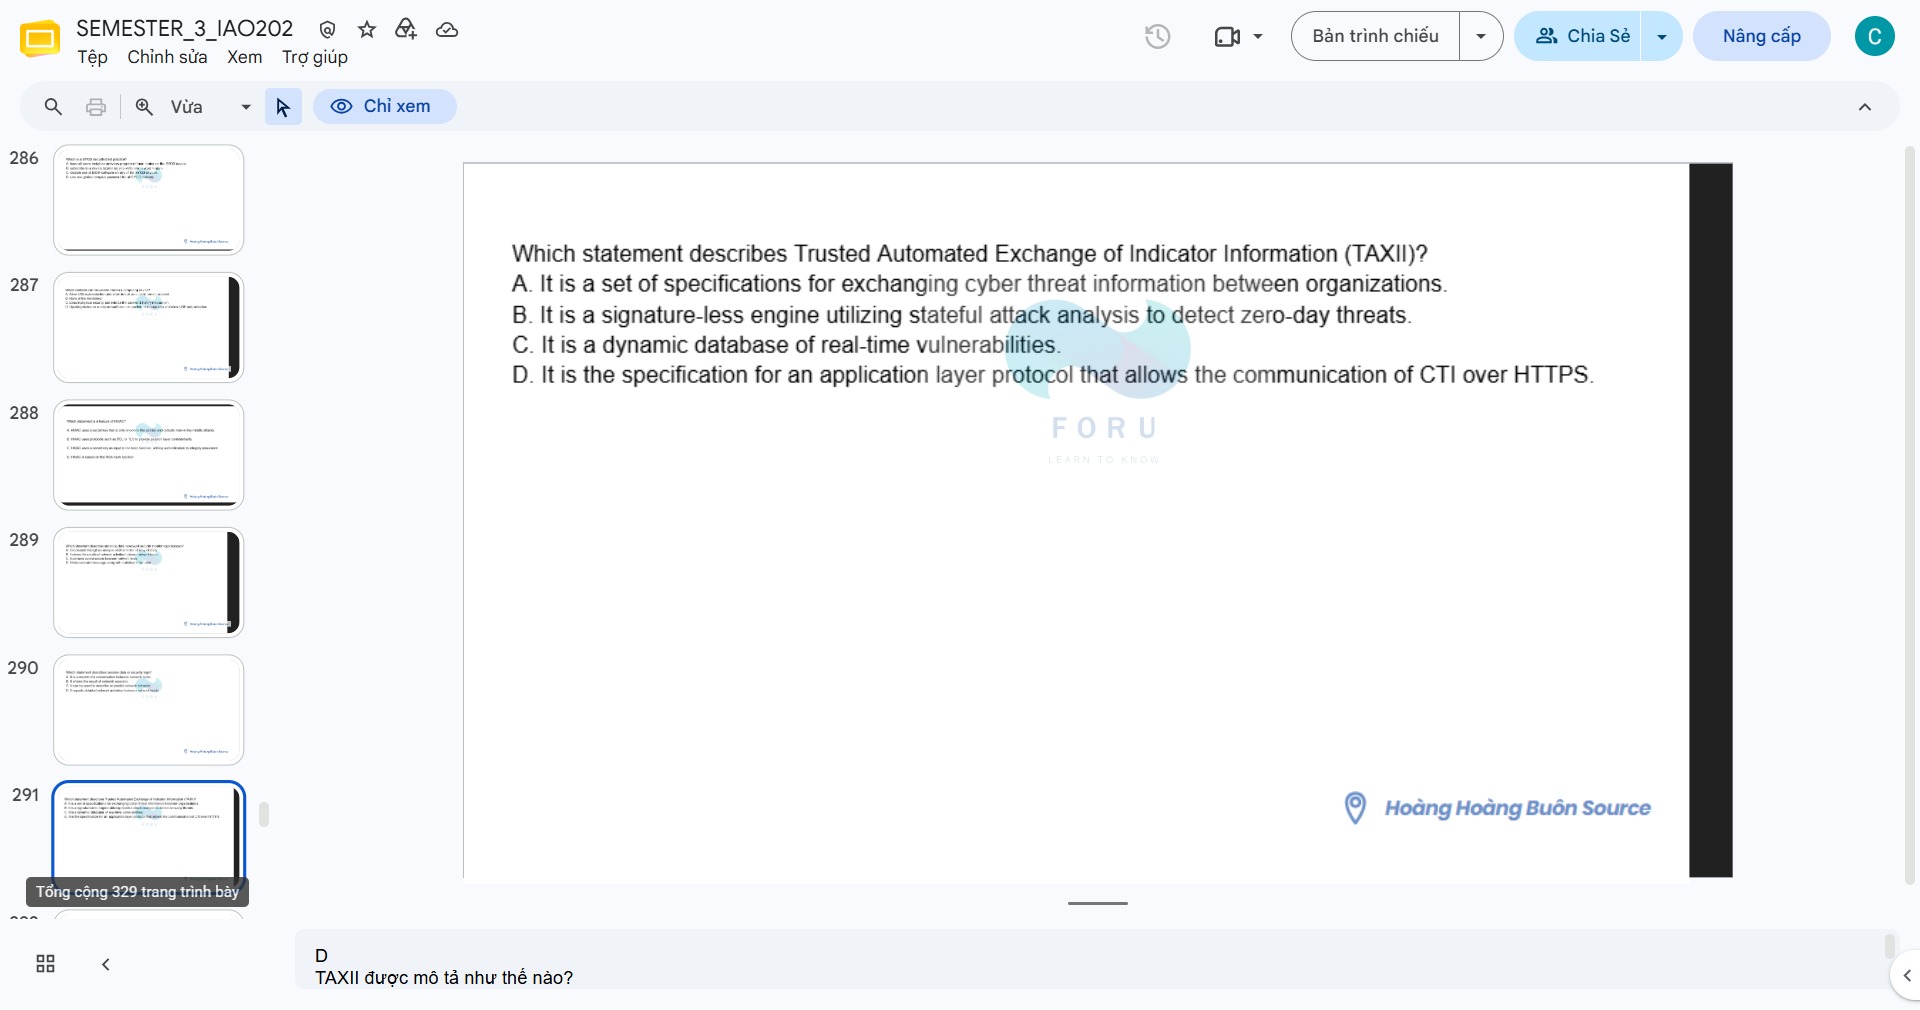 SEMESTER_3_IAO202
Tệp Chỉnh sửa Xem Trợ giúp
Bản trình chiếu
Chia Sẻ
Nâng cấp
C
Vừa
Chỉ xem
286
287
288
289
290
291
Tổng cộng 329 trang trình bày
Which statement describes Trusted Automated Exchange of Indicator Information (TAXII)?
A. It is a set of specifications for exchanging cyber threat information between organizations.
B. It is a signature-less engine utilizing stateful attack analysis to detect zero-day threats.
C. It is a dynamic database of real-time vulnerabilities.
D. It is the specification for an application layer protocol that allows the communication of CTI over HTTPS.
FORU
LEARN TO KNOW
Hoàng Hoàng Buôn Source
D
TAXII được mô tả như thế nào?